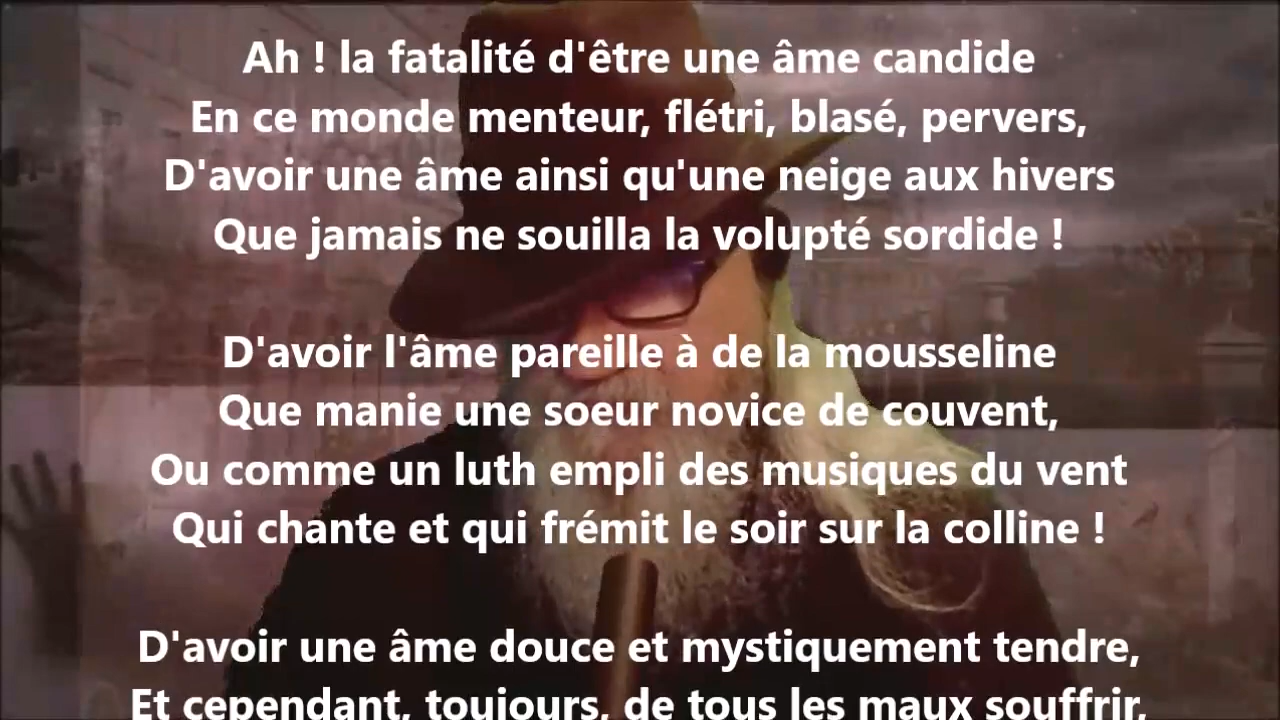 Ah ! la fatalité d'être une âme candide
En ce monde menteur, flétri, blasé, pervers,
D'avoir une âme ainsi qu'une neige aux hivers
Que jamais ne souilla la volupté sordide !
D'avoir l'âme pareille à de la mousseline
Que manie une soeur novice de couvent,
Ou comme un luth empli des musiques du vent
Qui chante et qui frémit le soir sur la colline !
D'avoir une âme douce et mystiquement tendre,
Et cependant, toujours, de tous les maux souffrir,